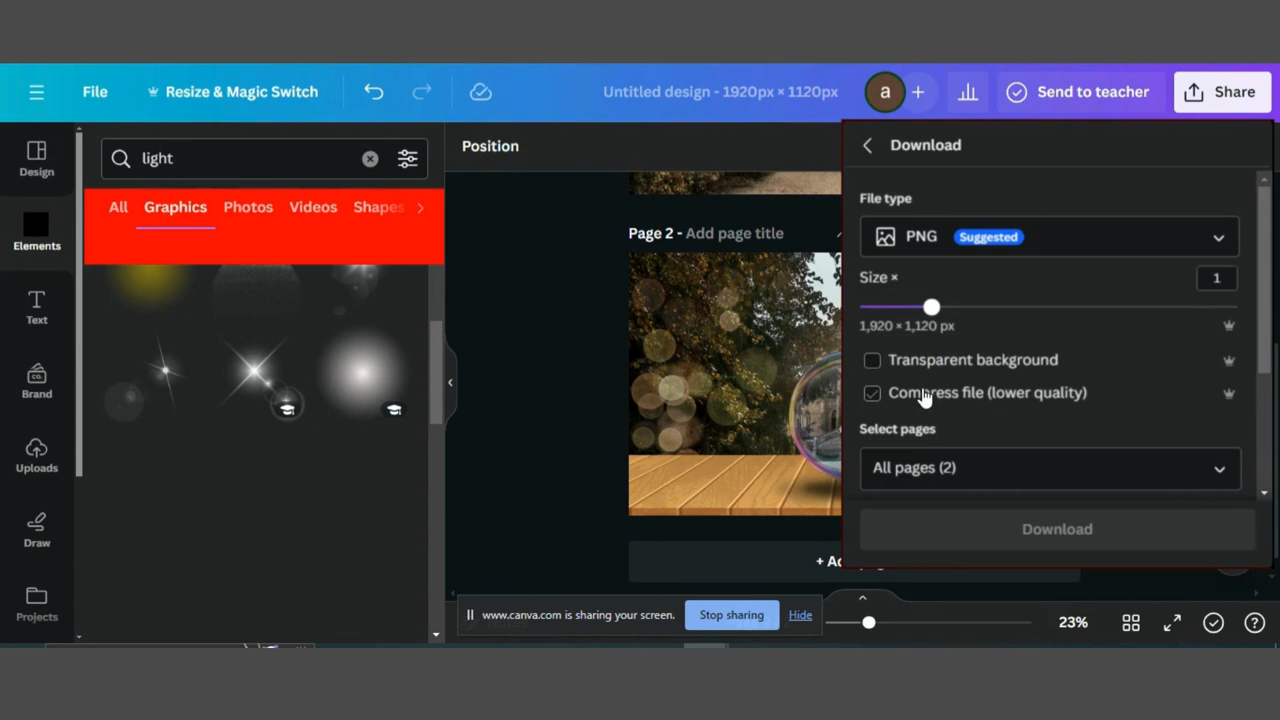 File
Resize & Magic Switch
Untitled design - 1920px × 1120px
a
Send to teacher
Share
Design
Elements
Text
Brand
Uploads
Draw
Projects
light
All Graphics Photos Videos Shapes
Position
Page 2 - Add page title
+ Ad
www.canva.com is sharing your screen.
Stop sharing
Hide
23%
Download
File type
PNG Suggested
Size ×
1
1,920 × 1,120 px
Transparent background
Compress file (lower quality)
Select pages
All pages (2)
Download